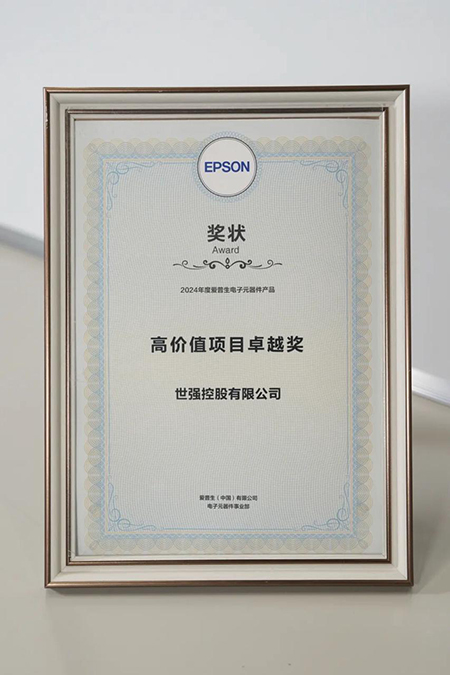 EPSON
奖状
Award
2024年度爱普生电子元器件产品
高价值项目卓越奖
世强控股有限公司
爱普生（中国）有限公司
电子元器件事业部